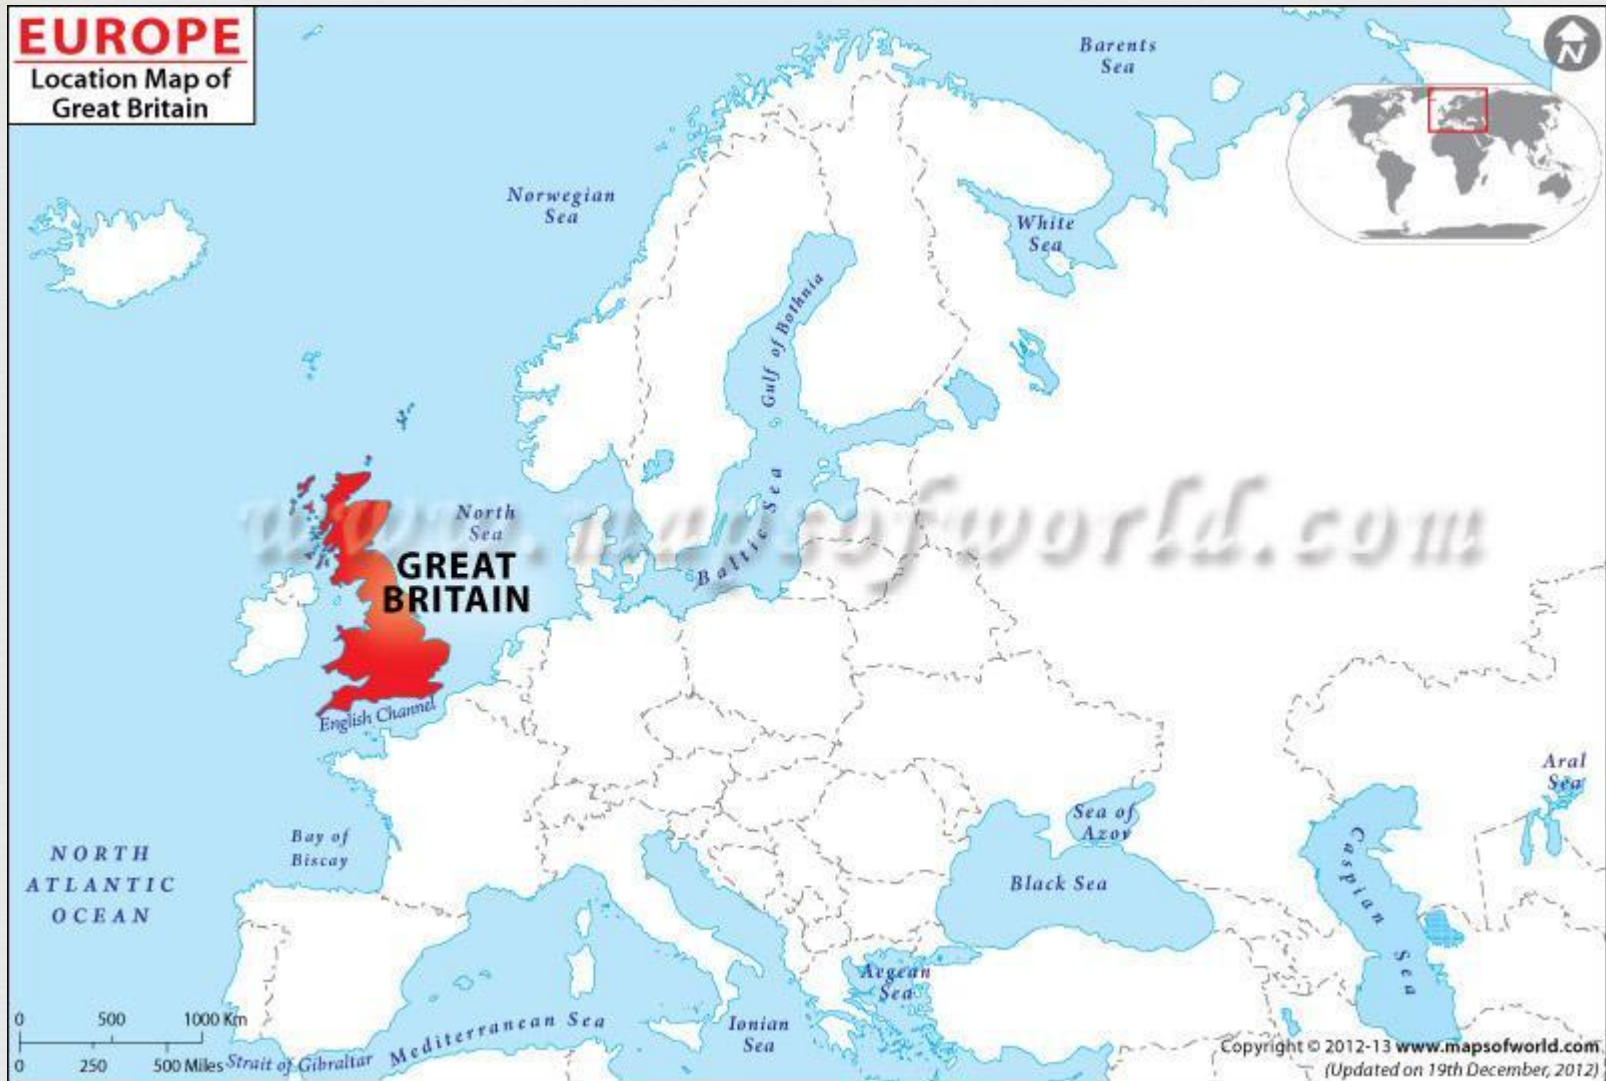 EUROPE
Location Map of
Great Britain
Barents
Sea
N
Norwegian
Sea
White
Sea
Gulf of Bothnia
North
Sea
Baltic Sea
www.mapsofworld.com
GREAT
BRITAIN
English Channel
Aral
Sea
Sea of
Azov
Bay of
Biscay
Caspian Sea
NORTH
ATLANTIC
OCEAN
Black Sea
Aegean
Sea
Ionian
Sea
Mediterranean Sea
Strait of Gibraltar
0 500 1000 Km
0 250 500 Miles
Copyright © 2012-13 www.mapsofworld.com
(Updated on 19th December, 2012)